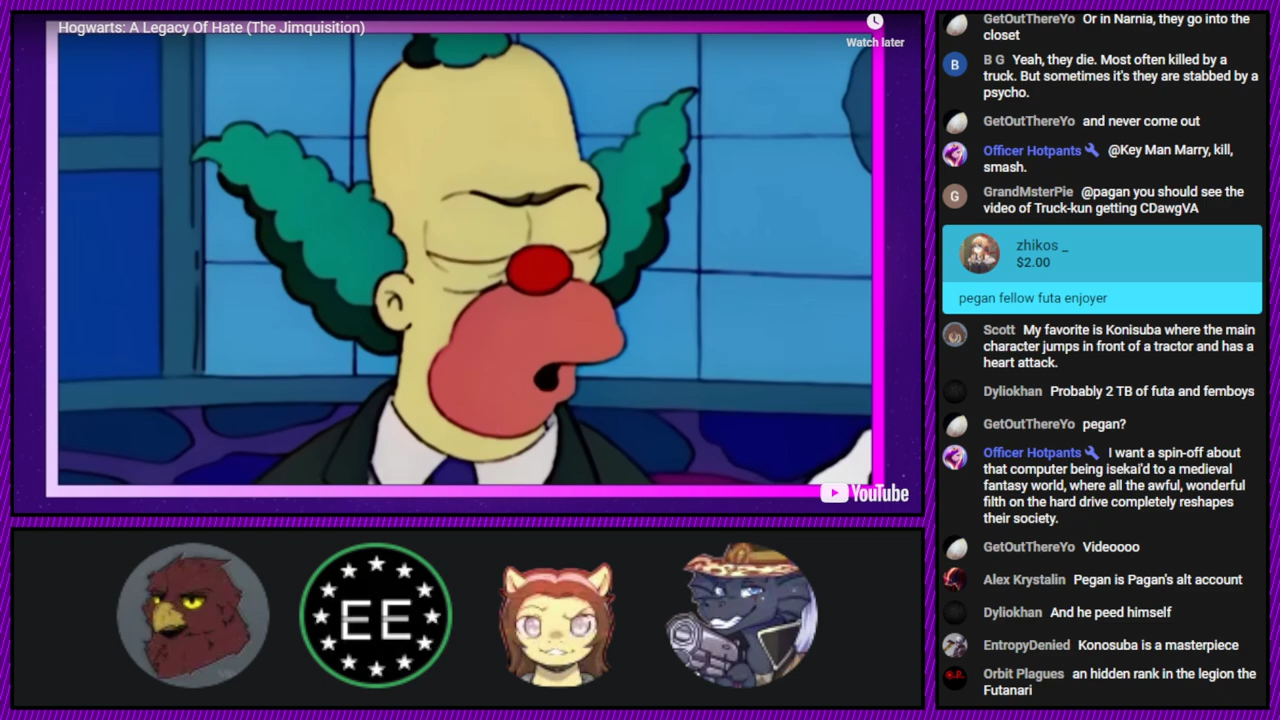 Hogwarts: A Legacy Of Hate (The Jimquisition)
Watch later
YouTube
EE
GetOutThereYo Or in Narnia, they go into the
closet
B
B G Yeah, they die. Most often killed by a
truck. But sometimes it's they are stabbed by a
psycho.
GetOutThereYo and never come out
Officer Hotpants @Key Man Marry, kill,
smash.
G
GrandMsterPie @pagan you should see the
video of Truck-kun getting CDawgVA
zhikos _
$2.00
pegan fellow futa enjoyer
Scott My favorite is Konisuba where the main
character jumps in front of a tractor and has a
heart attack.
Dyliokhan Probably 2 TB of futa and femboys
GetOutThereYo pegan?
Officer Hotpants I want a spin-off about
that computer being isekai'd to a medieval
fantasy world, where all the awful, wonderful
filth on the hard drive completely reshapes
their society.
GetOutThereYo Videoooo
Alex Krystalin Pegan is Pagan's alt account
Dyliokhan And he peed himself
EntropyDenied Konosuba is a masterpiece
O.P.
Orbit Plagues an hidden rank in the legion the
Futanari